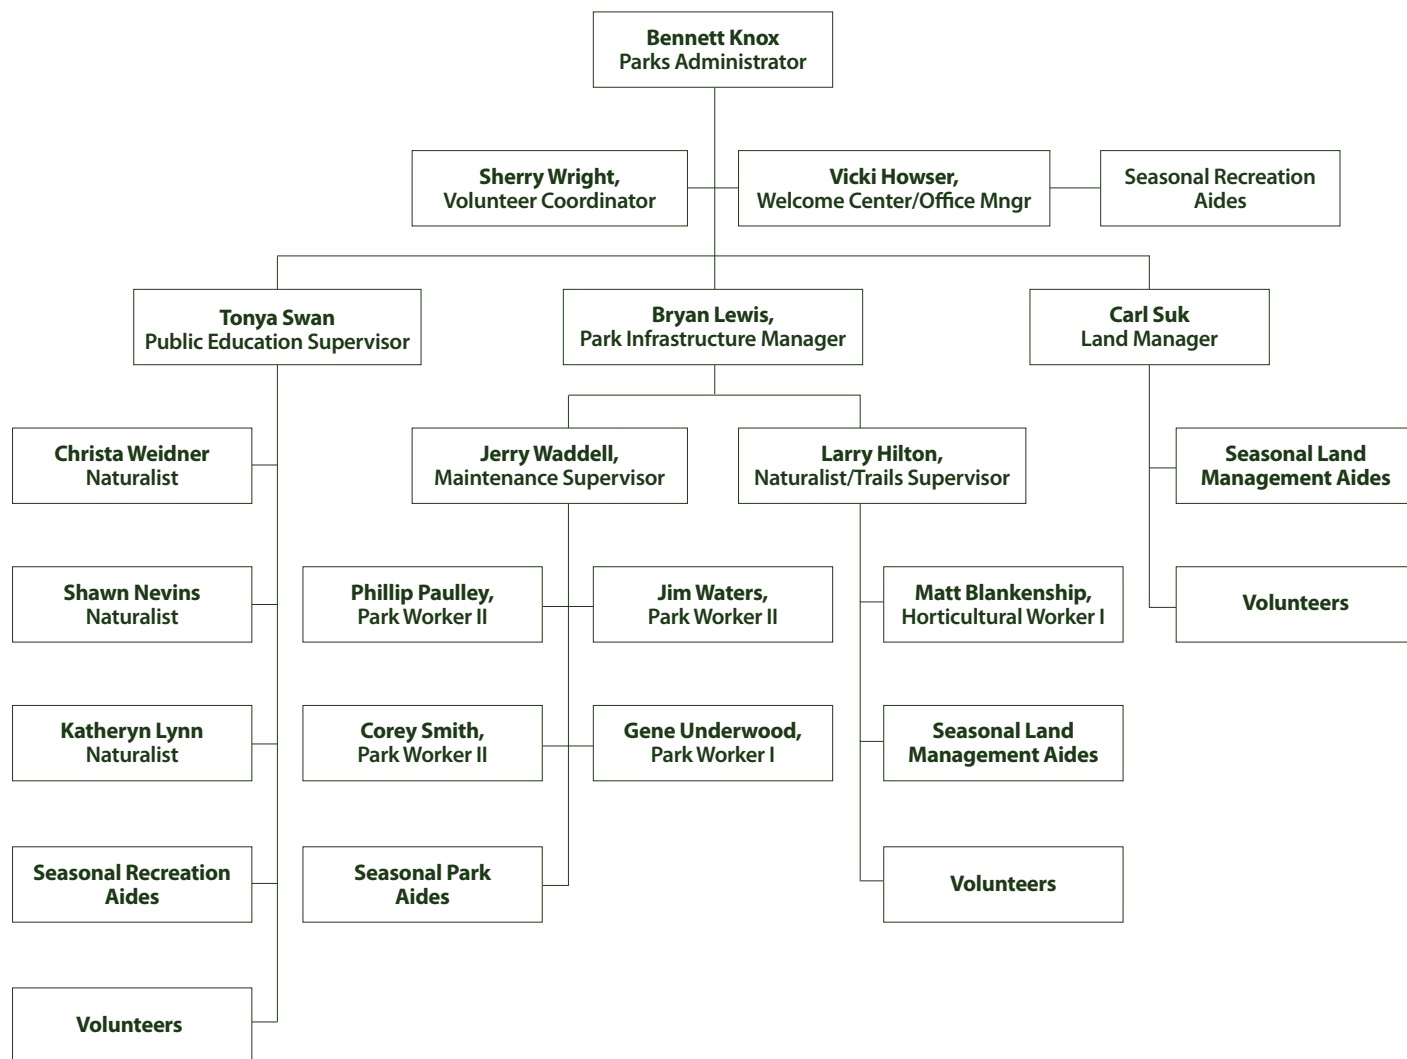 Bennett Knox
Parks Administrator
Sherry Wright,
Volunteer Coordinator
Vicki Howser,
Welcome Center/Office Mngr
Seasonal Recreation
Aides
Tonya Swan
Public Education Supervisor
Bryan Lewis,
Park Infrastructure Manager
Carl Suk
Land Manager
Christa Weidner
Naturalist
Jerry Waddell,
Maintenance Supervisor
Larry Hilton,
Naturalist/Trails Supervisor
Seasonal Land
Management Aides
Shawn Nevins
Naturalist
Phillip Paulley,
Park Worker II
Jim Waters,
Park Worker II
Matt Blankenship,
Horticultural Worker I
Volunteers
Katheryn Lynn
Naturalist
Corey Smith,
Park Worker II
Gene Underwood,
Park Worker I
Seasonal Land
Management Aides
Seasonal Recreation
Aides
Seasonal Park
Aides
Volunteers
Volunteers